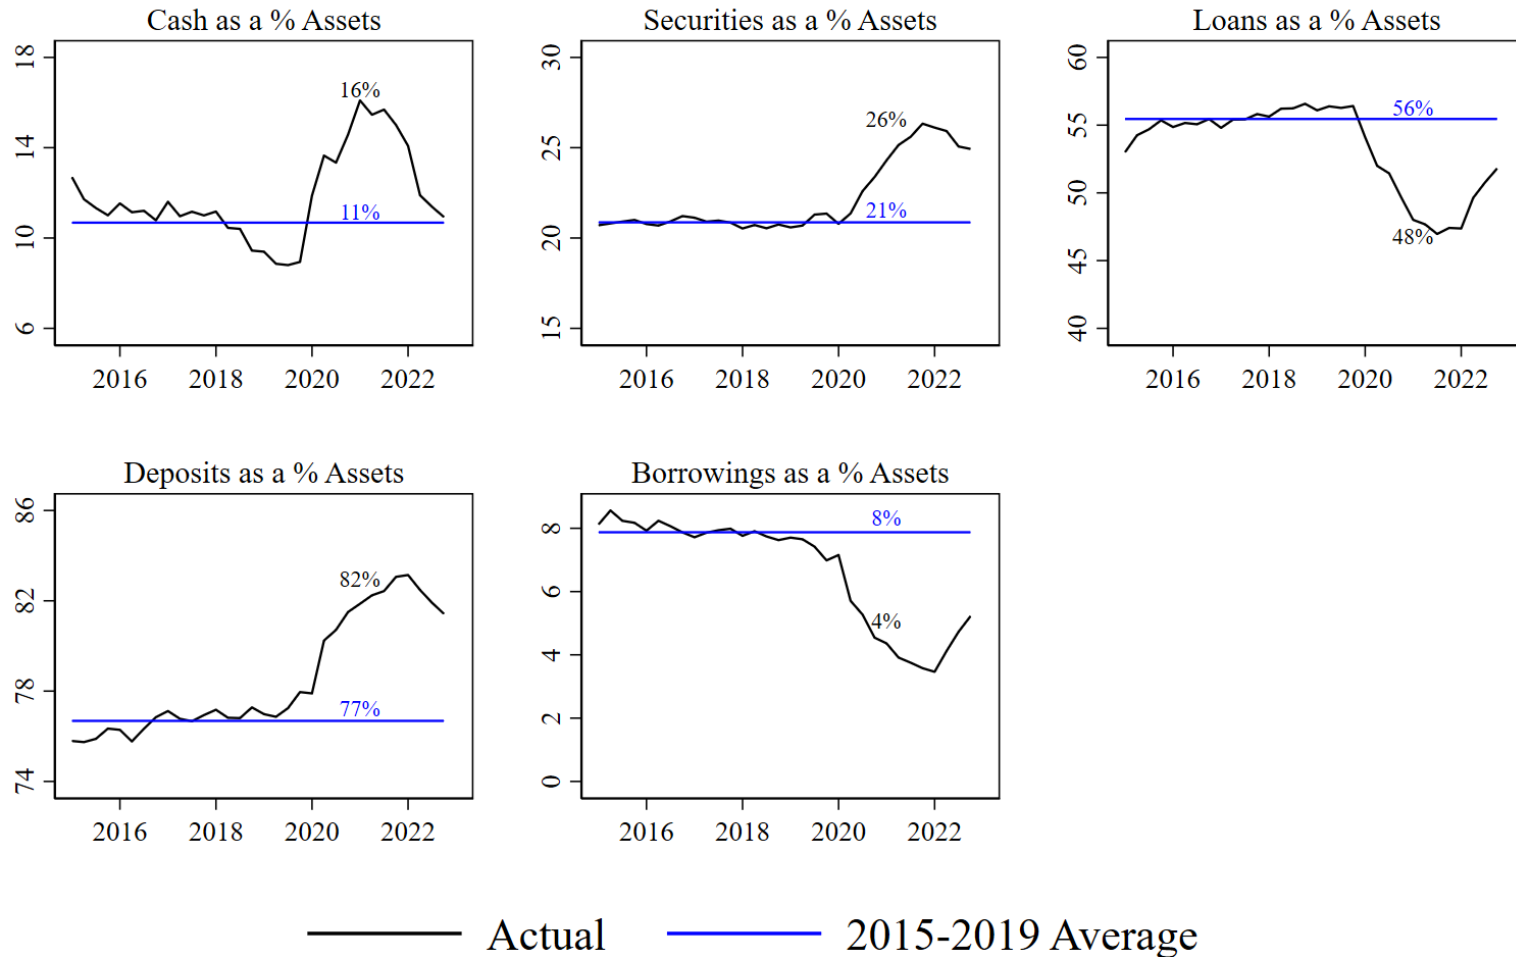 Cash as a % Assets
18
14
10
6
16%
11%
2016 2018 2020 2022
Securities as a % Assets
30
25
20
15
26%
21%
2016 2018 2020 2022
Loans as a % Assets
60
55
50
45
40
56%
48%
2016 2018 2020 2022
Deposits as a % Assets
86
82
78
74
82%
77%
2016 2018 2020 2022
Borrowings as a % Assets
8
6
4
2
0
8%
4%
2016 2018 2020 2022
Actual 2015-2019 Average